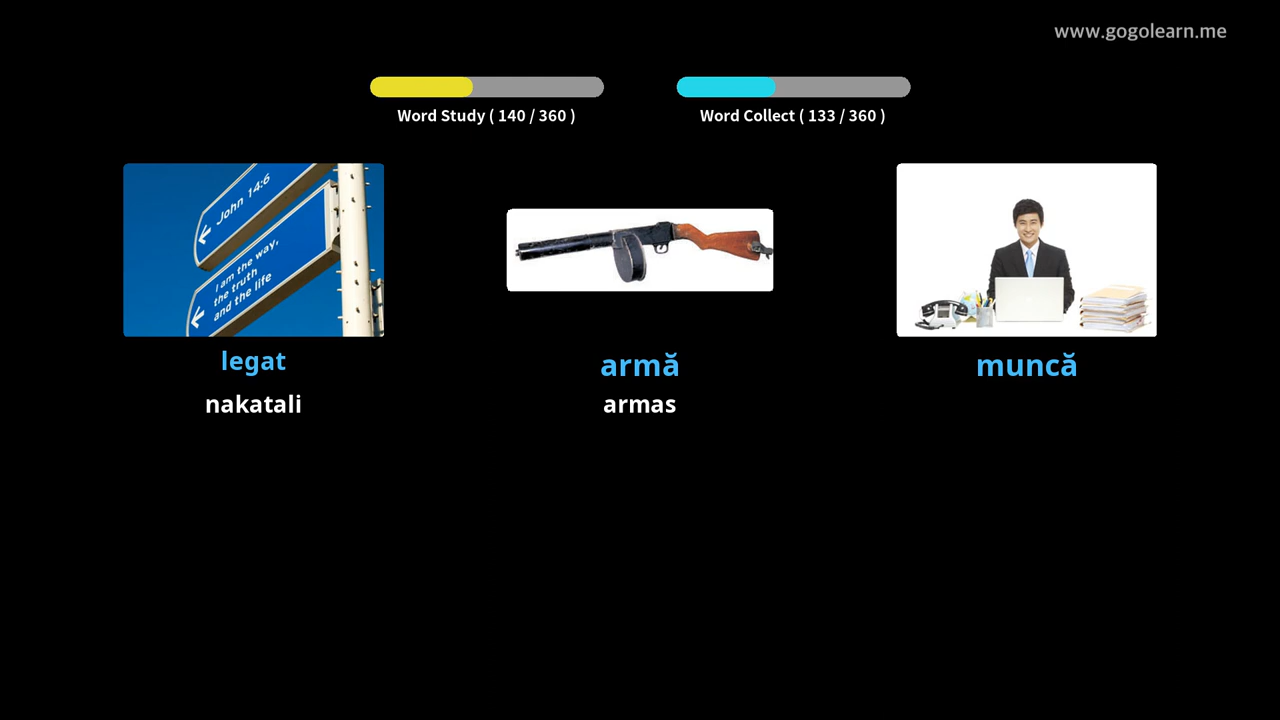 www.gogolearn.me
Word Study ( 140 / 360 )
Word Collect ( 133 / 360 )
John 14:6
I am the way,
the truth
and the life
legat
nakatali
armă
armas
muncă